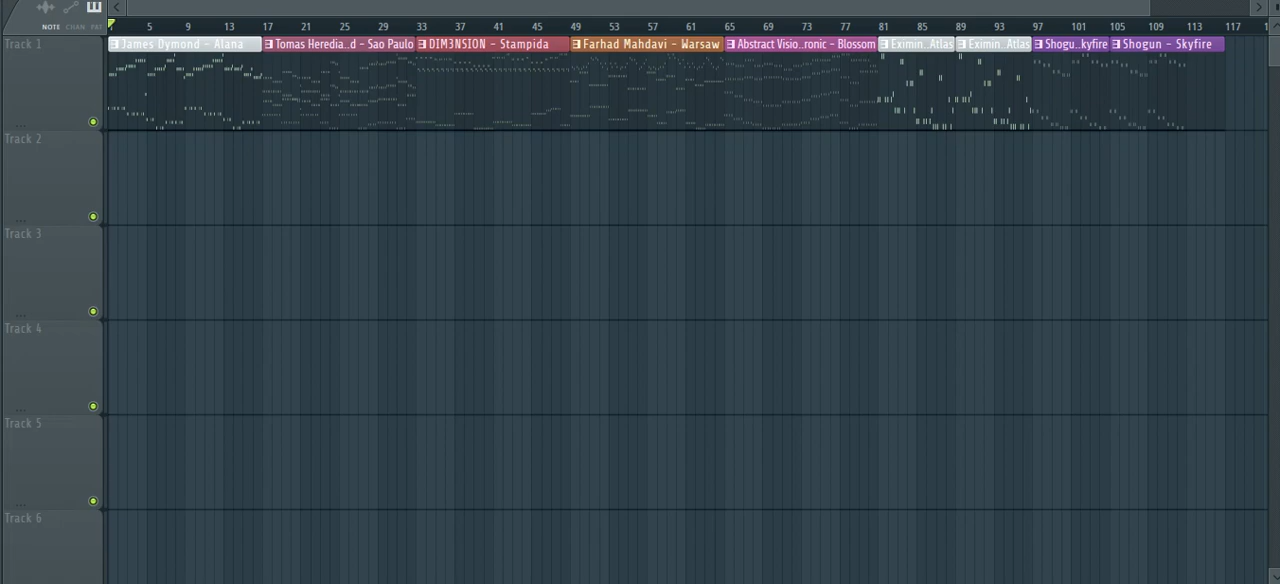 NOTE CHAN PAT
5 9 13 17 21 25 29 33 37 41 45 49 53 57 61 65 69 73 77 81 85 89 93 97 101 105 109 113 117
Track 1 James Dymond - Alana Tomas Heredia..d - Sao Paulo DIM3NSION - Stampida Farhad Mahdavi - Warsaw Abstract Visio..ronic - Blossom Eximin..Atlas Eximin..Atlas Shogu..kyfire Shogun - Skyfire
...
Track 2
...
Track 3
...
Track 4
...
Track 5
...
Track 6